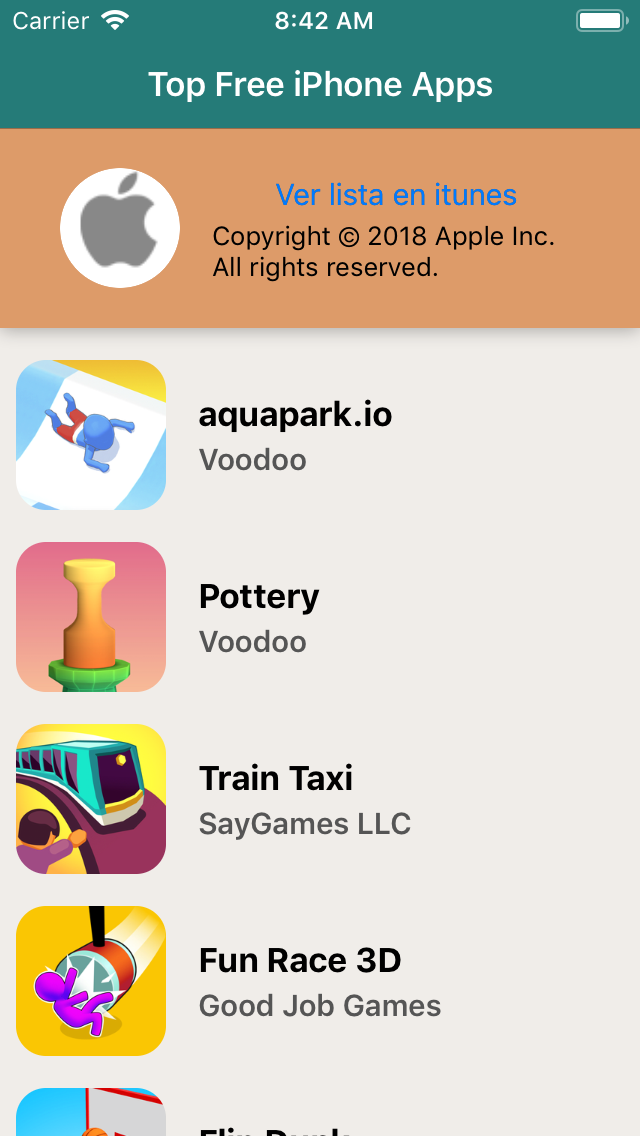 Carrier 8:42 AM
Top Free iPhone Apps
Ver lista en itunes
Copyright © 2018 Apple Inc.
All rights reserved.
aquapark.io
Voodoo
Pottery
Voodoo
Train Taxi
SayGames LLC
Fun Race 3D
Good Job Games